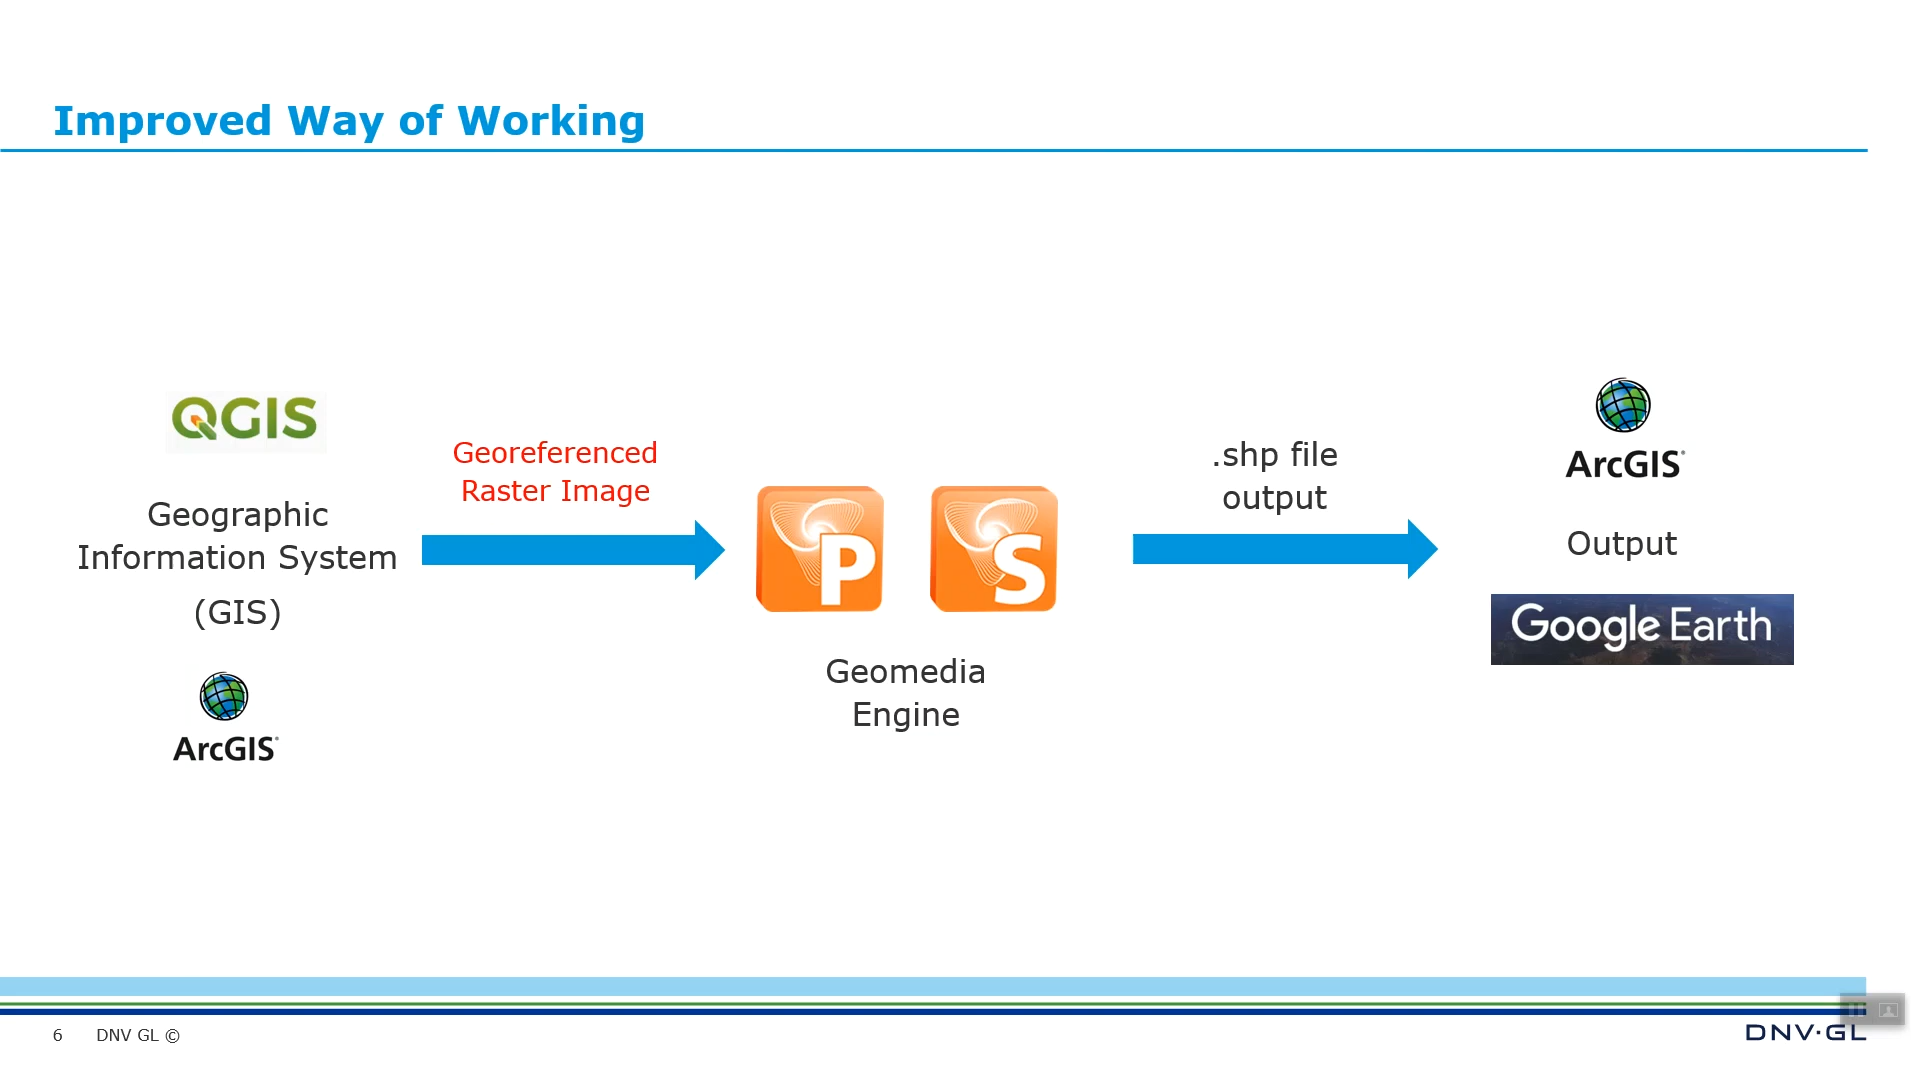 Improved Way of Working
QGIS
Geographic
Information System
(GIS)
ArcGIS®
Georeferenced
Raster Image
P
S
Geomedia
Engine
.shp file
output
ArcGIS®
Output
Google Earth
6 DNV GL ©
DNV·GL